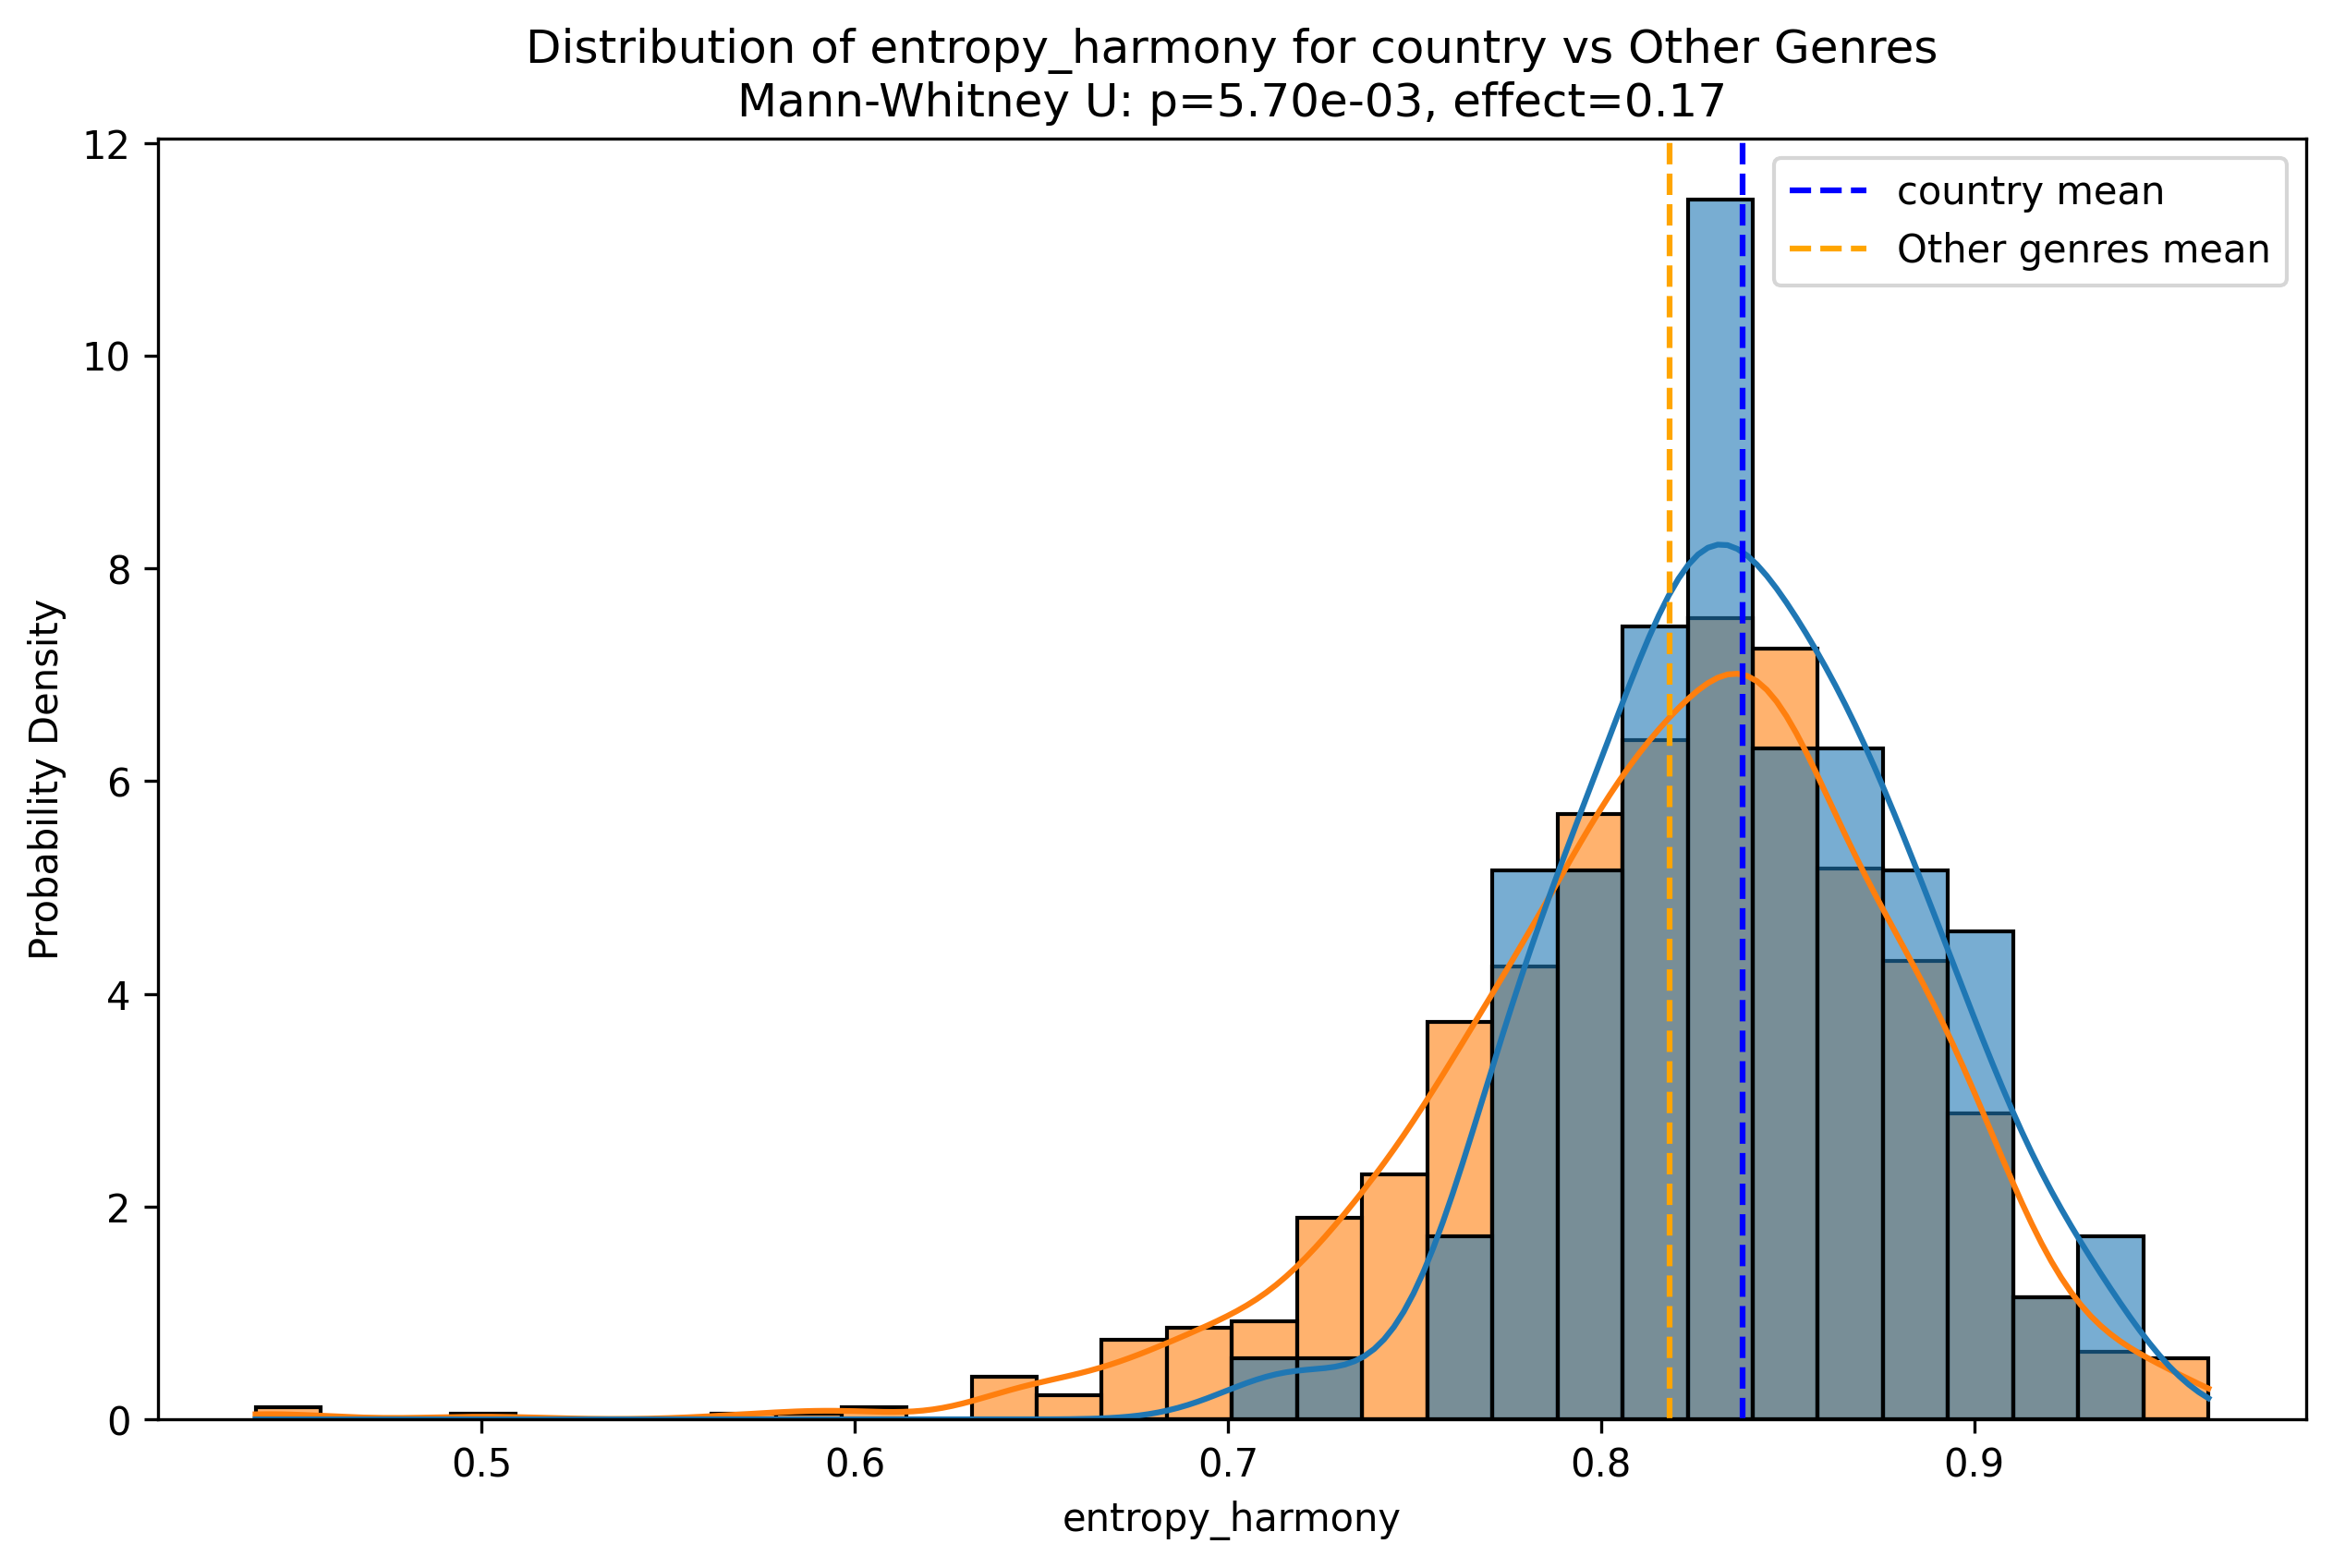 Distribution of entropy_harmony for country vs Other Genres
Mann-Whitney U: p=5.70e-03, effect=0.17
country mean
Other genres mean
Probability Density
12
10
8
6
4
2
0
0.5
0.6
0.7
0.8
0.9
entropy_harmony